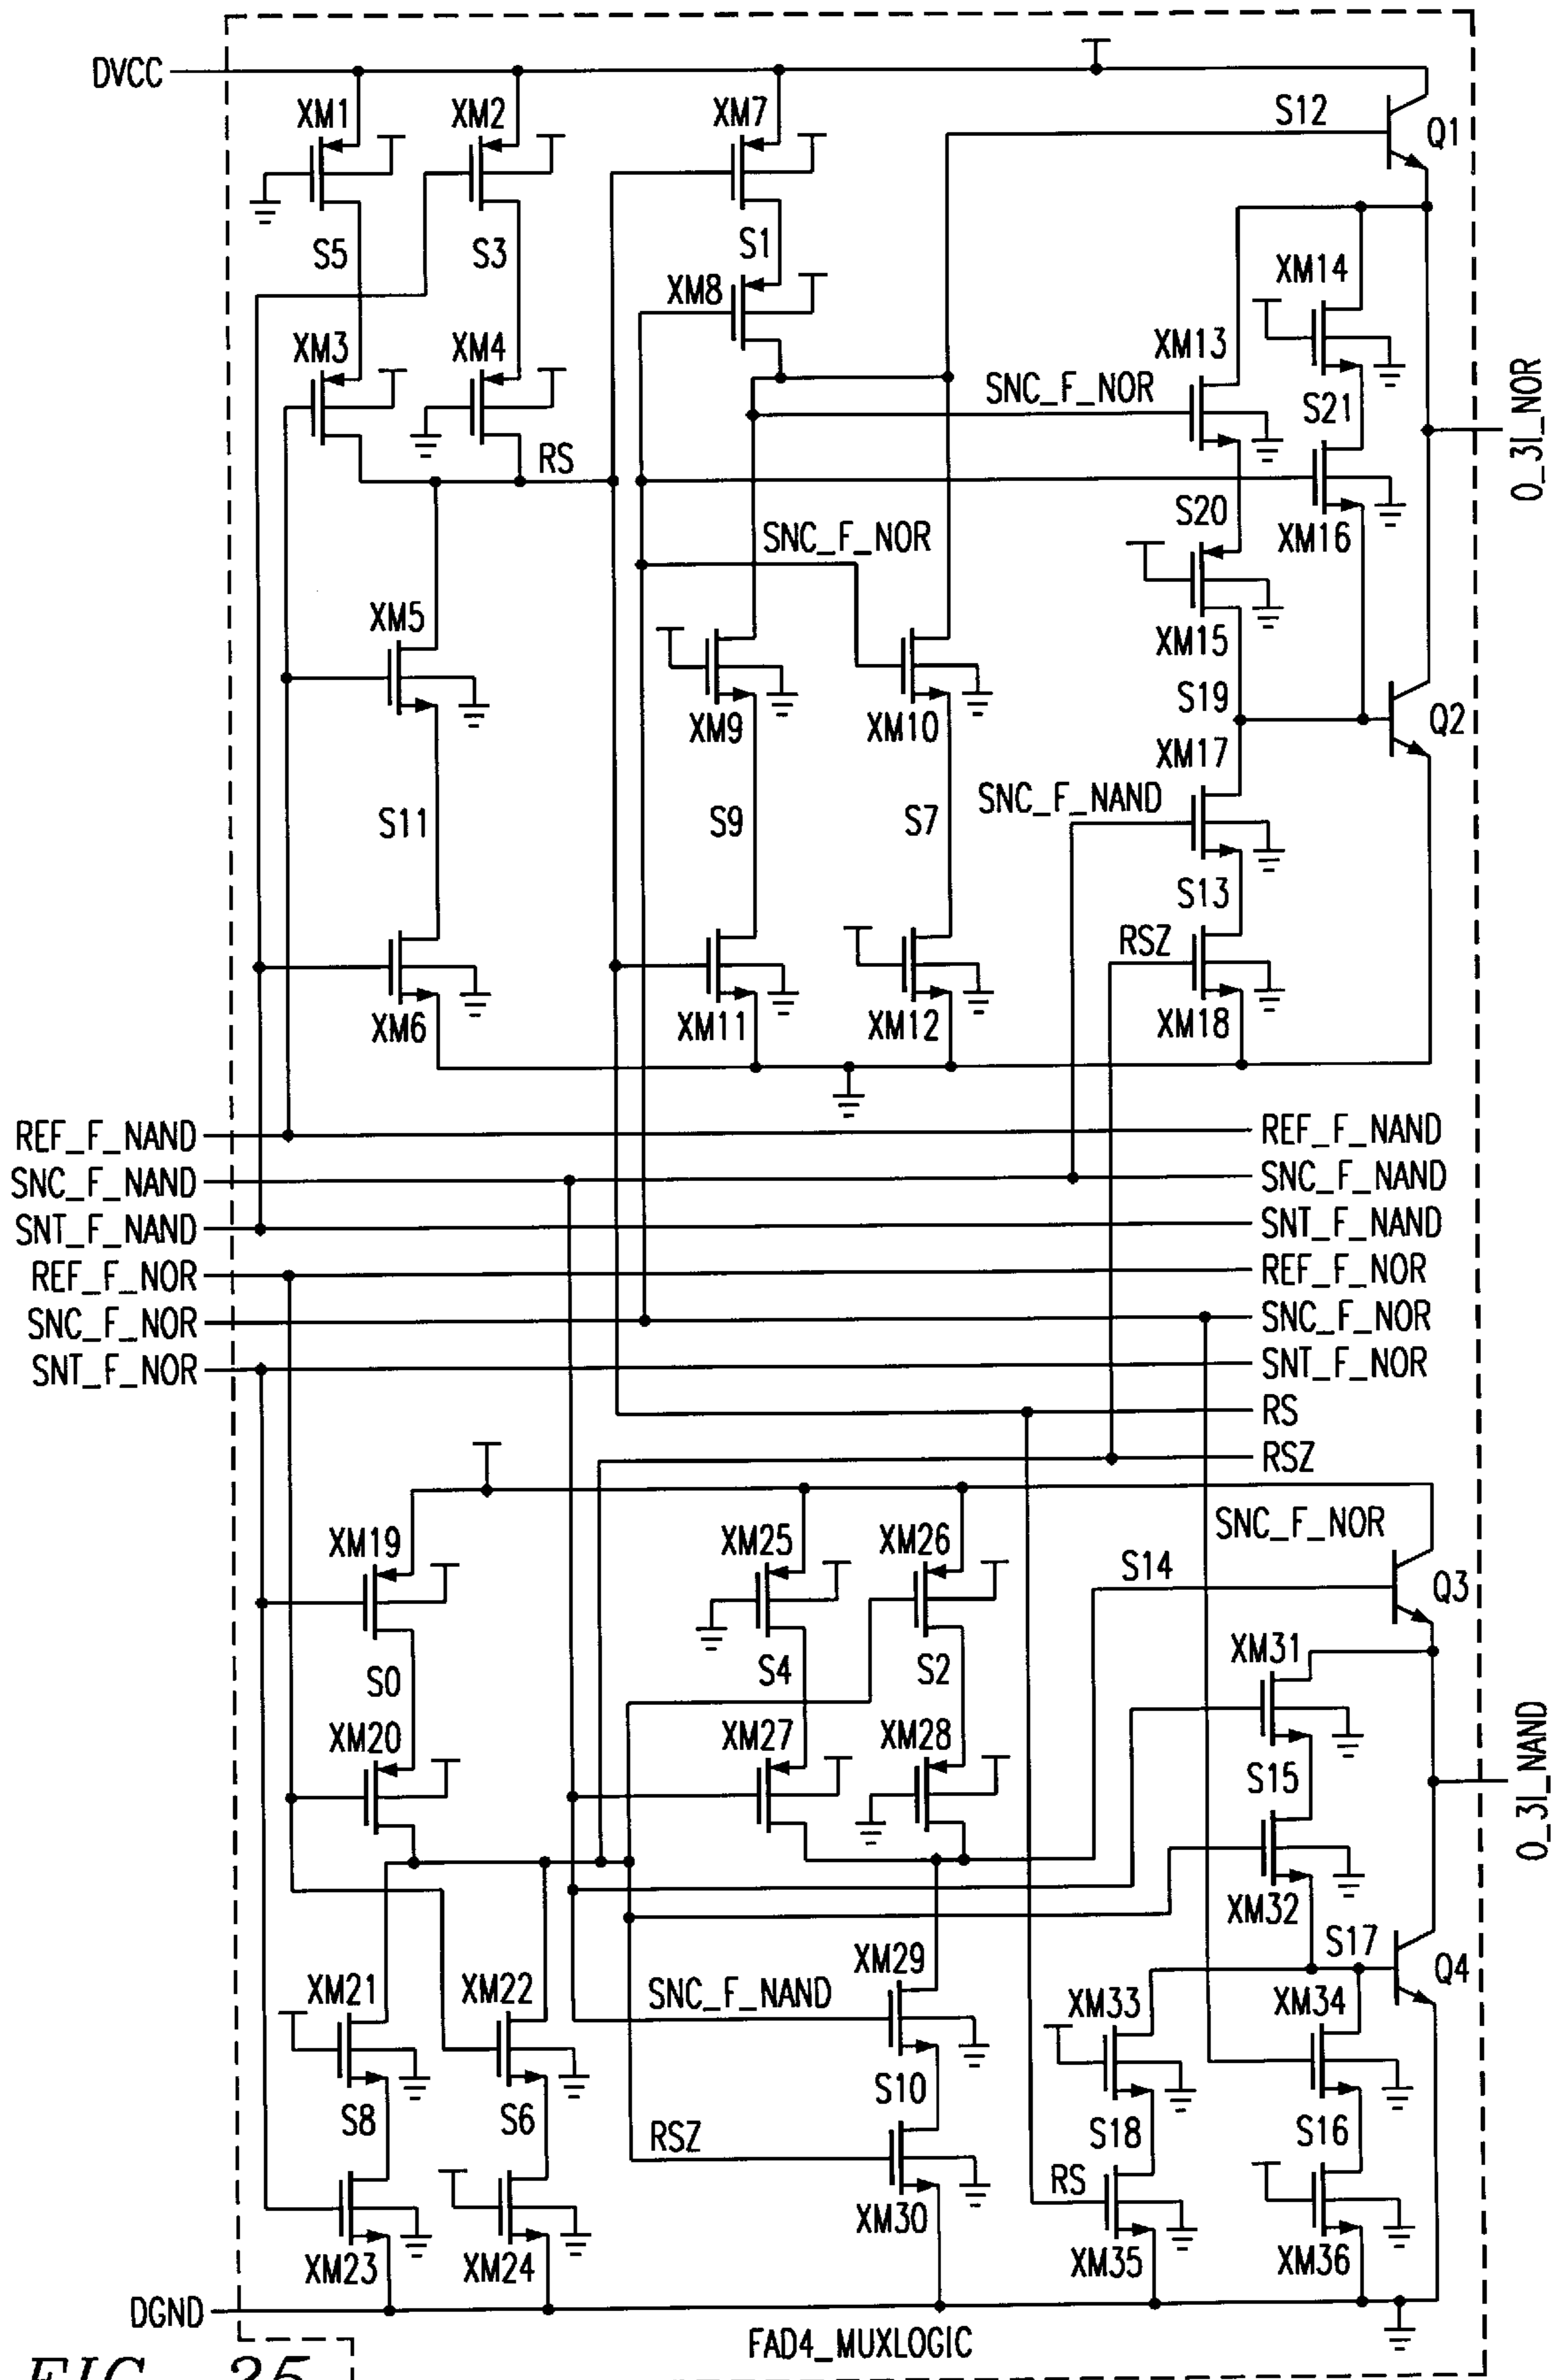 DVCC
XM1
XM2
XM7
S12
Q1
S5
S3
S1
XM8
XM14
XM3
XM4
XM13
SNC_F_NOR
S21
O_3I_NOR
RS
SNC_F_NOR
S20
XM16
XM5
XM15
XM9
XM10
S19
Q2
XM17
S11
S9
S7
SNC_F_NAND
S13
RSZ
XM6
XM11
XM12
XM18
REF_F_NAND
REF_F_NAND
SNC_F_NAND
SNC_F_NAND
SNT_F_NAND
SNT_F_NAND
REF_F_NOR
REF_F_NOR
SNC_F_NOR
SNC_F_NOR
SNT_F_NOR
SNT_F_NOR
RS
RSZ
XM19
XM25
XM26
SNC_F_NOR
S14
Q3
S0
S4
S2
XM31
XM20
XM27
XM28
S15
O_3I_NAND
XM32
S17
XM29
Q4
XM21
XM22
SNC_F_NAND
XM33
XM34
S8
S6
S10
S18
S16
RSZ
RS
XM23
XM24
XM30
XM35
XM36
DGND
FAD4_MUXLOGIC
FIG. 25